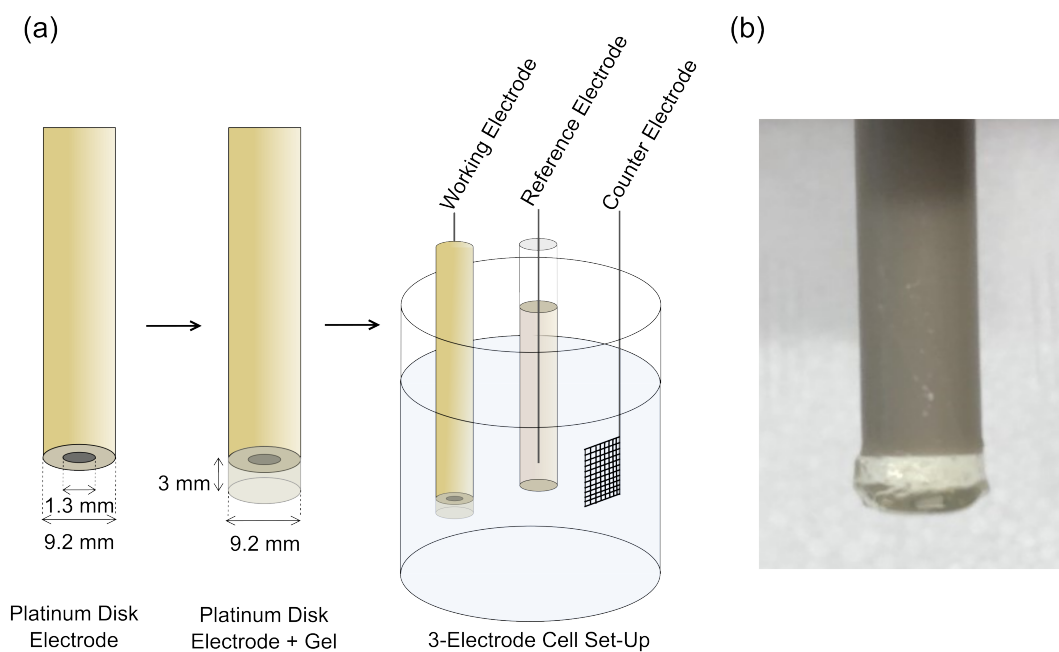 (a)
(b)
Working Electrode
Reference Electrode
Counter Electrode
3 mm
1.3 mm
9.2 mm
9.2 mm
Platinum Disk
Electrode
Platinum Disk
Electrode + Gel
3-Electrode Cell Set-Up